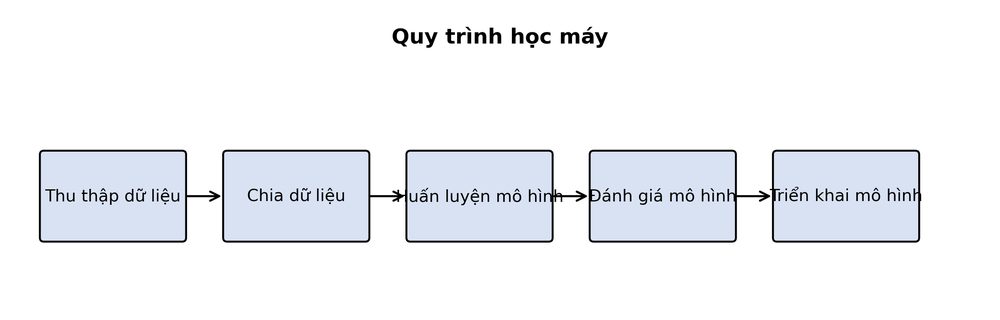 Quy trình học máy
Thu thập dữ liệu
Chia dữ liệu
Huấn luyện mô hình
Đánh giá mô hình
Triển khai mô hình